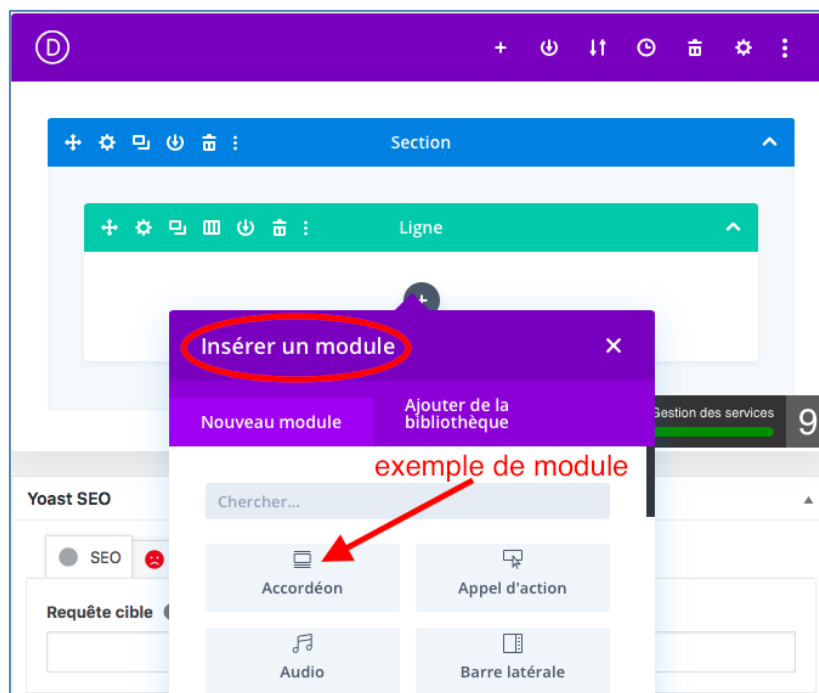 D
Section
Ligne
+
Insérer un module
Nouveau module
Ajouter de la
bibliothèque
Gestion des services
9
exemple de module
Yoast SEO
Chercher...
SEO
Accordéon
Appel d'action
Requête cible
Audio
Barre latérale